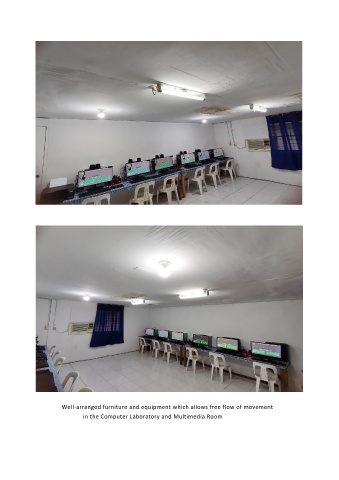 Well-arranged furniture and equipment which allows free flow of movement
in the Computer Laboratory and Multimedia Room